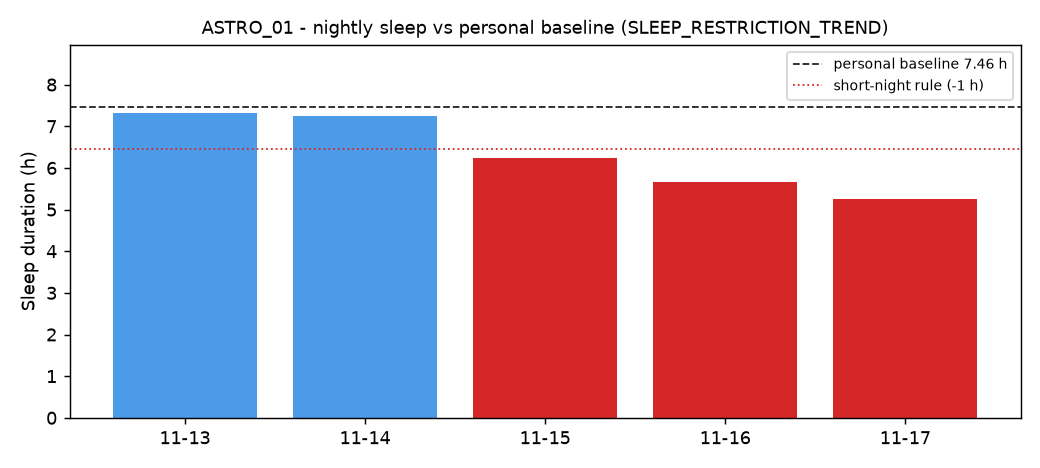 ASTRO_01 - nightly sleep vs personal baseline (SLEEP_RESTRICTION_TREND)
personal baseline 7.46 h
short-night rule (-1 h)
Sleep duration (h)
8
7
6
5
4
3
2
1
0
11-13 11-14 11-15 11-16 11-17